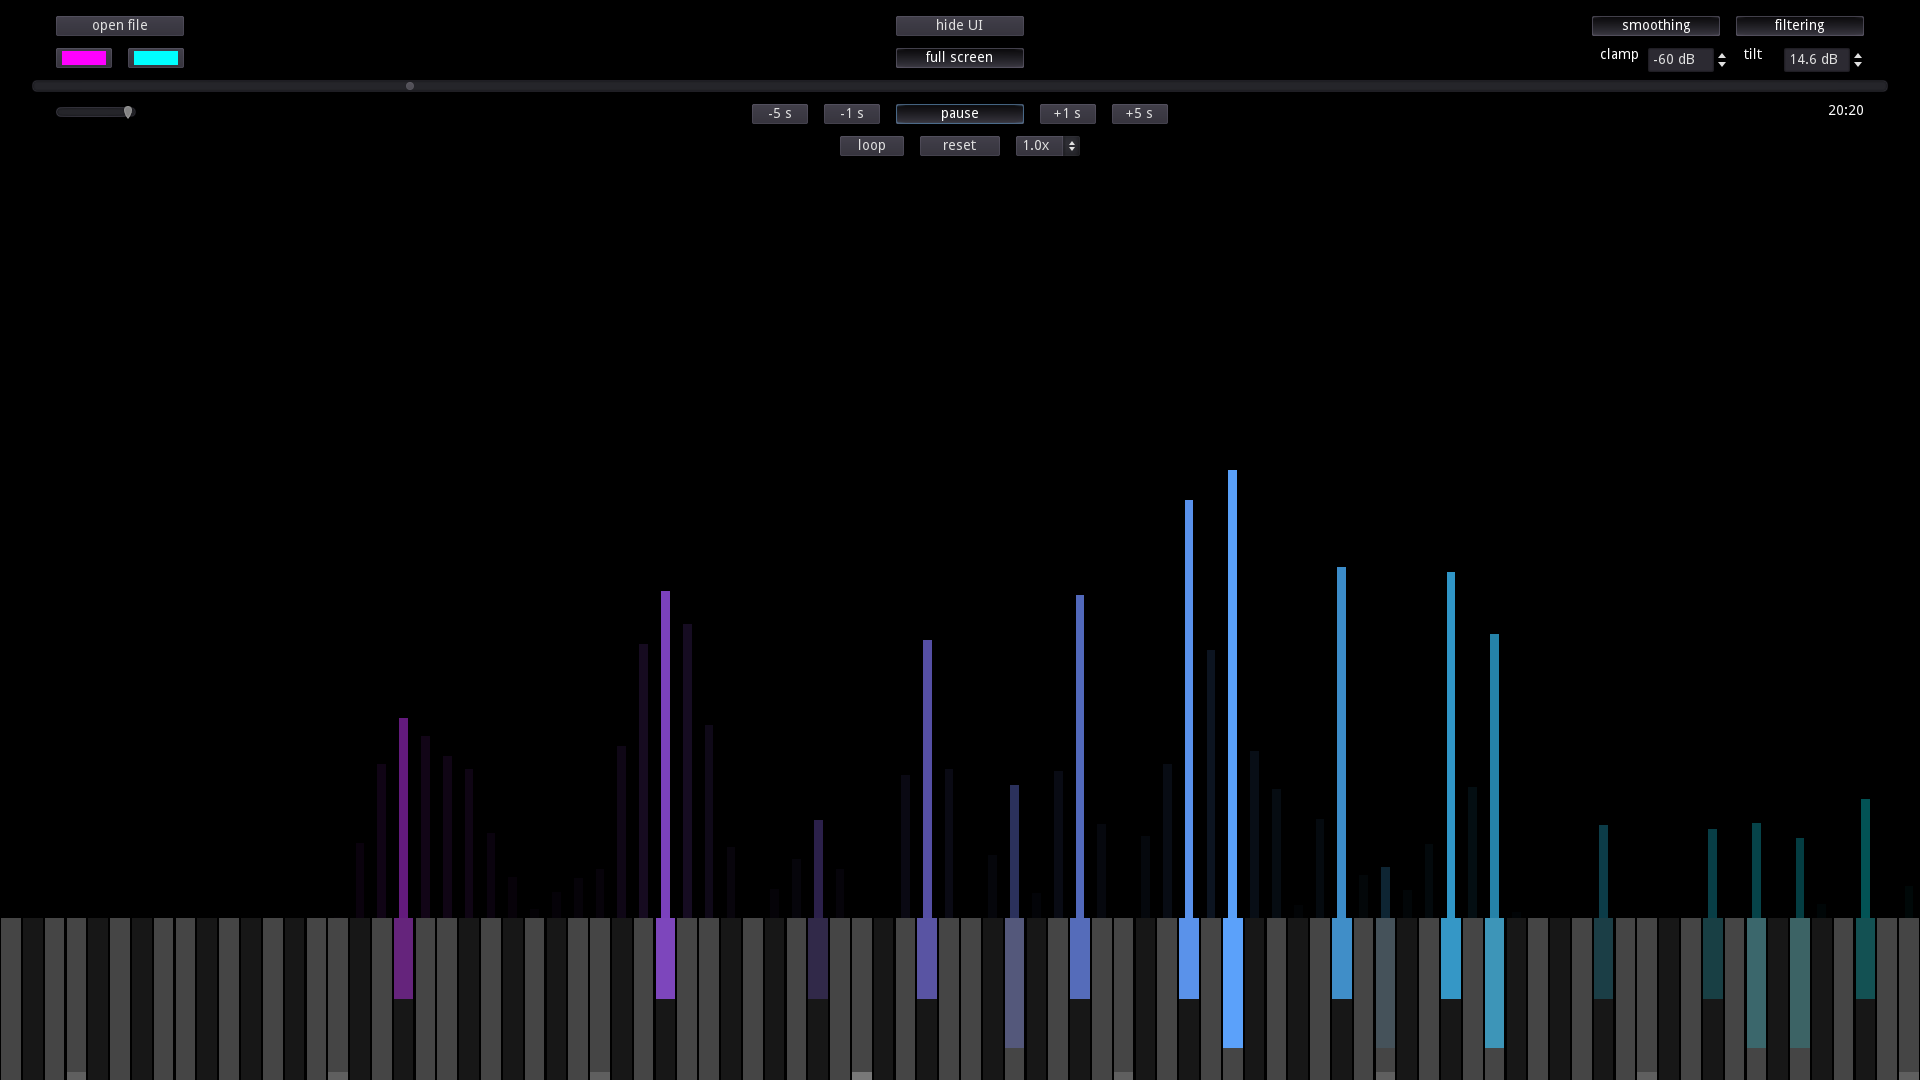 open file
hide UI
smoothing
filtering
full screen
clamp
-60 dB
tilt
14.6 dB
-5 s
-1 s
pause
+1 s
+5 s
20:20
loop
reset
1.0x